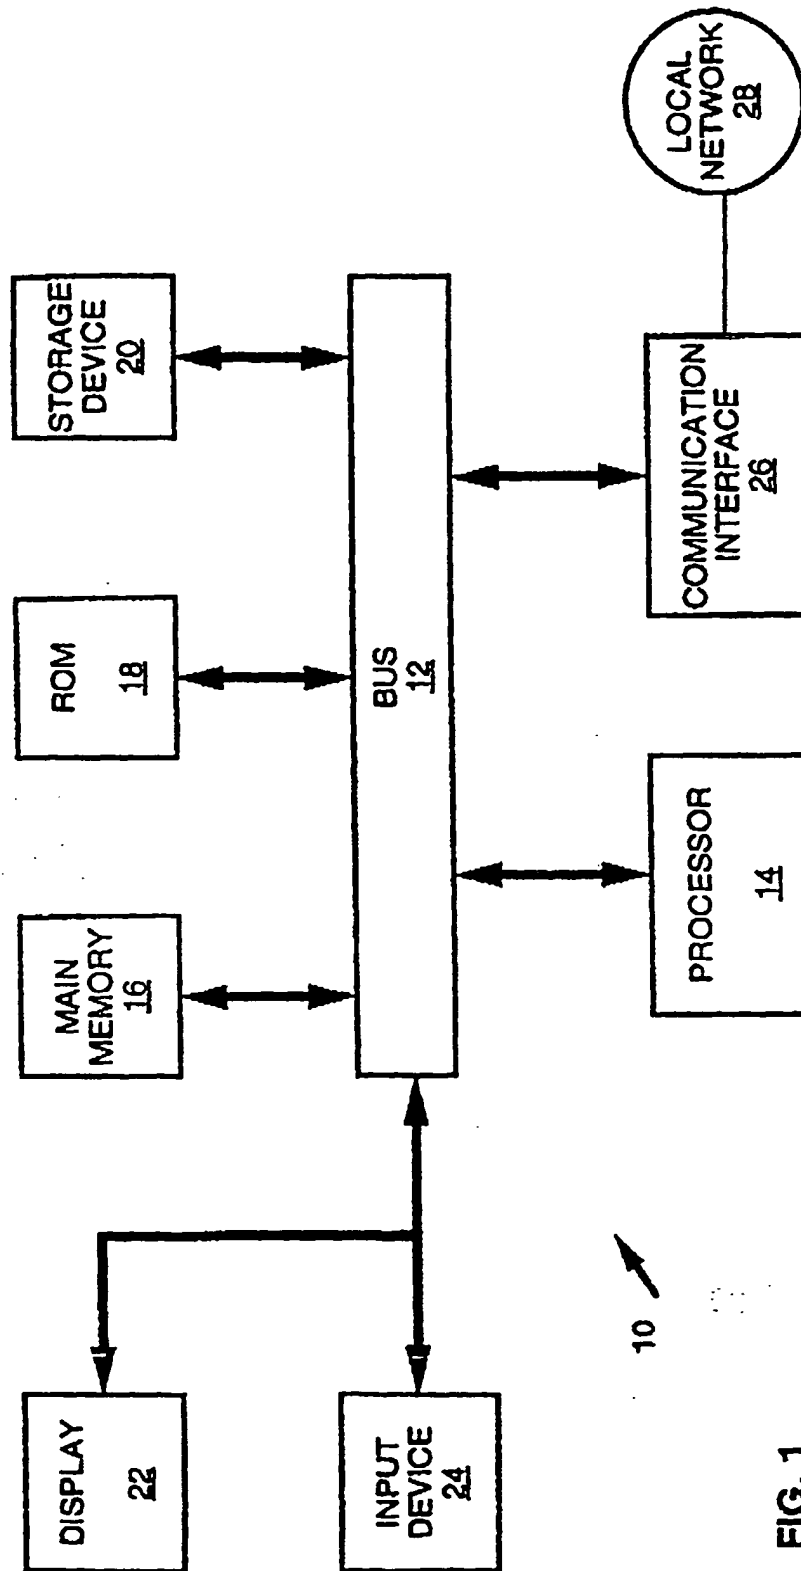 DISPLAY
22
MAIN
MEMORY
16
ROM
18
STORAGE
DEVICE
20
INPUT
DEVICE
24
BUS
12
10
PROCESSOR
14
COMMUNICATION
INTERFACE
26
LOCAL
NETWORK
28
FIG. 1